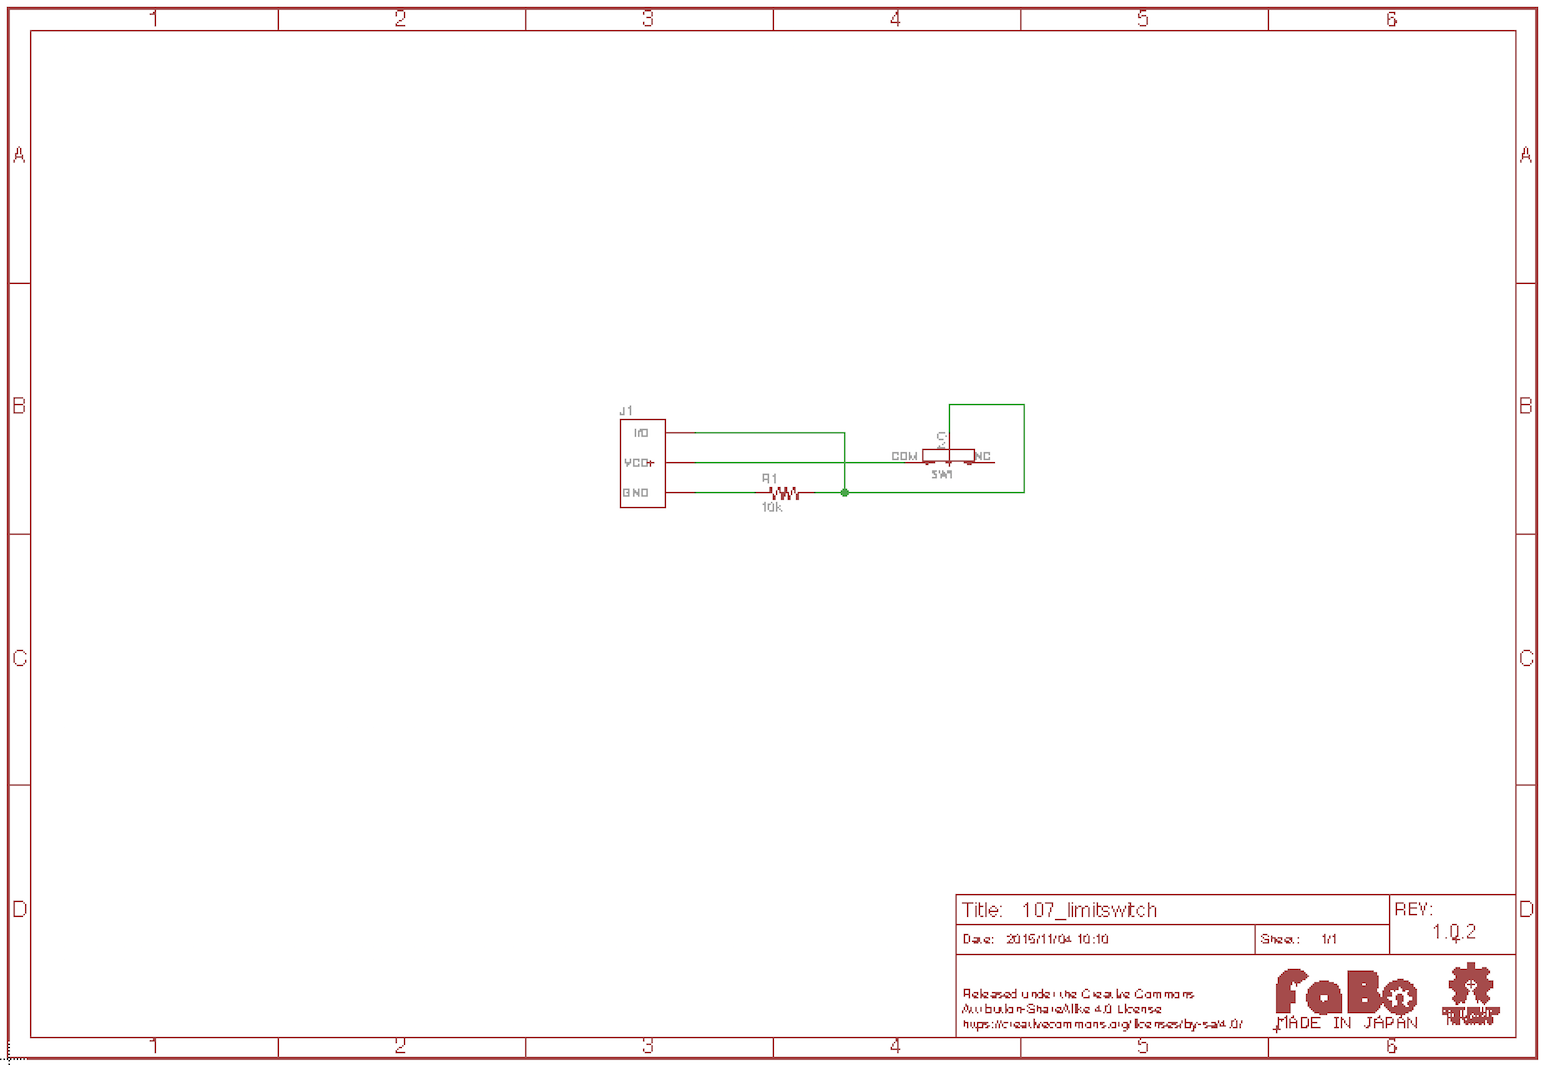 1 2 3 4 5 6
A A
B B
J1
I/O
VCC
GND
R1
10k
COM
NC
SW1
C C
D D
Title: 107_limitswitch
REV:
1.0.2
Date: 2015/11/04 10:10
Sheet: 1/1
Released under the Creative Commons
Attribution-ShareAlike 4.0 License
https://creativecommons.org/licenses/by-sa/4.0/
FaBo
MADE IN JAPAN
1 2 3 4 5 6